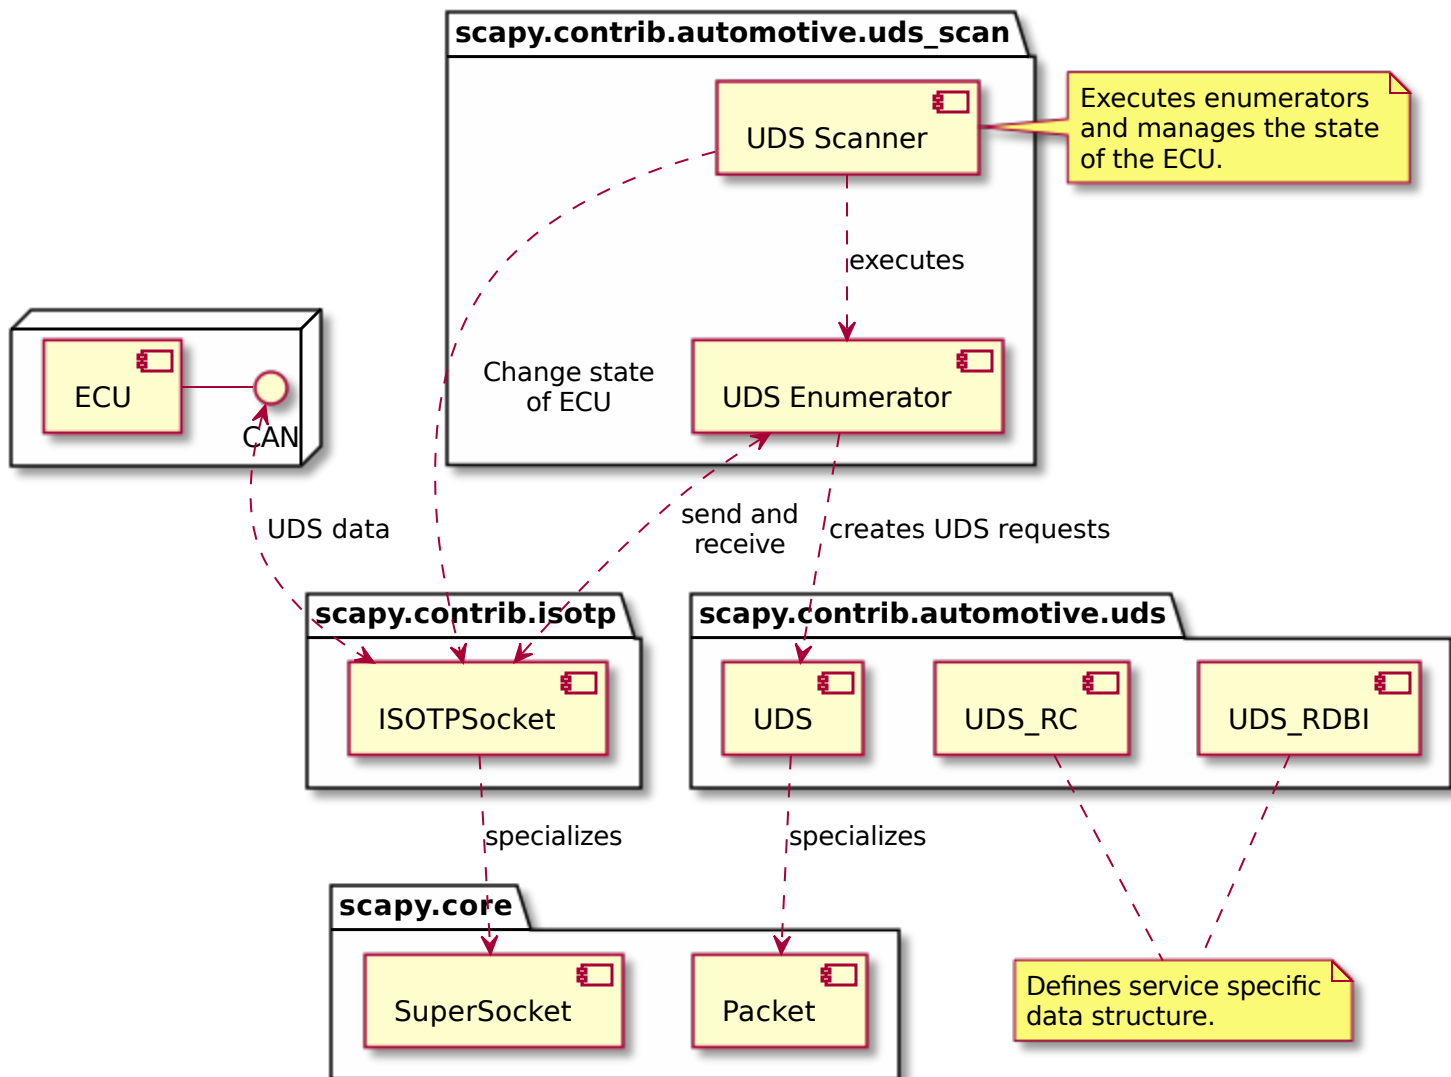 scapy.contrib.automotive.uds_scan
UDS Scanner
Executes enumerators
and manages the state
of the ECU.
executes
ECU
CAN
Change state
of ECU
UDS Enumerator
UDS data
send and
receive
creates UDS requests
scapy.contrib.isotp
ISOTPSocket
scapy.contrib.automotive.uds
UDS
UDS_RC
UDS_RDBI
specializes
specializes
scapy.core
SuperSocket
Packet
Defines service specific
data structure.